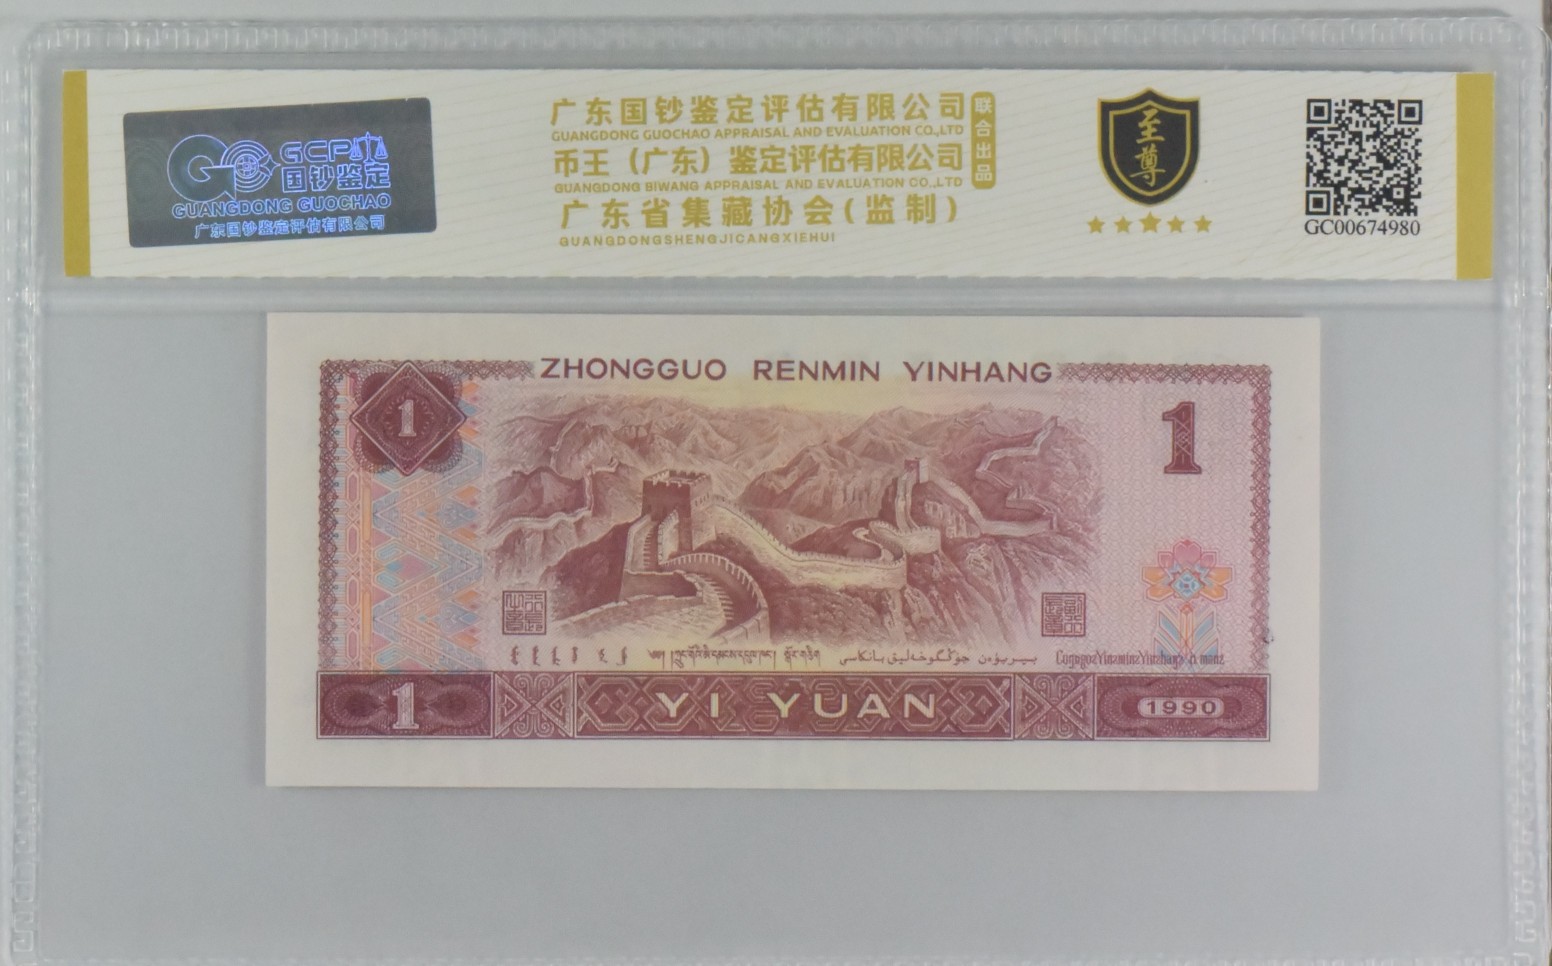 GCP
国钞鉴定
GUANGDONG GUOCHAO
广东国钞鉴定评估有限公司
广东国钞鉴定评估有限公司
GUANGDONG GUOCHAO APPRAISAL AND EVALUATION CO.,LTD
币王（广东）鉴定评估有限公司
GUANGDONG BIWANG APPRAISAL AND EVALUATION CO.,LTD
广东省集藏协会(监制)
GUANGDONGSHENGJICANGXIEHUI
联合出品
至尊
GC00674980
ZHONGGUO RENMIN YINHANG
1
1
1
YI YUAN
1990